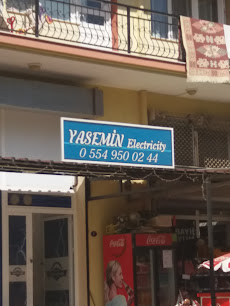 YASEMİN Electricity
0 554 950 02 44
Coca-Cola
Coca-Cola